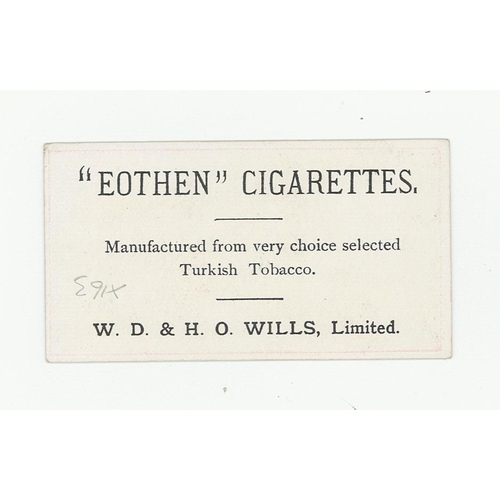 "EOTHEN" CIGARETTES.
Manufactured from very choice selected
Turkish Tobacco.
W. D. & H. O. WILLS, Limited.